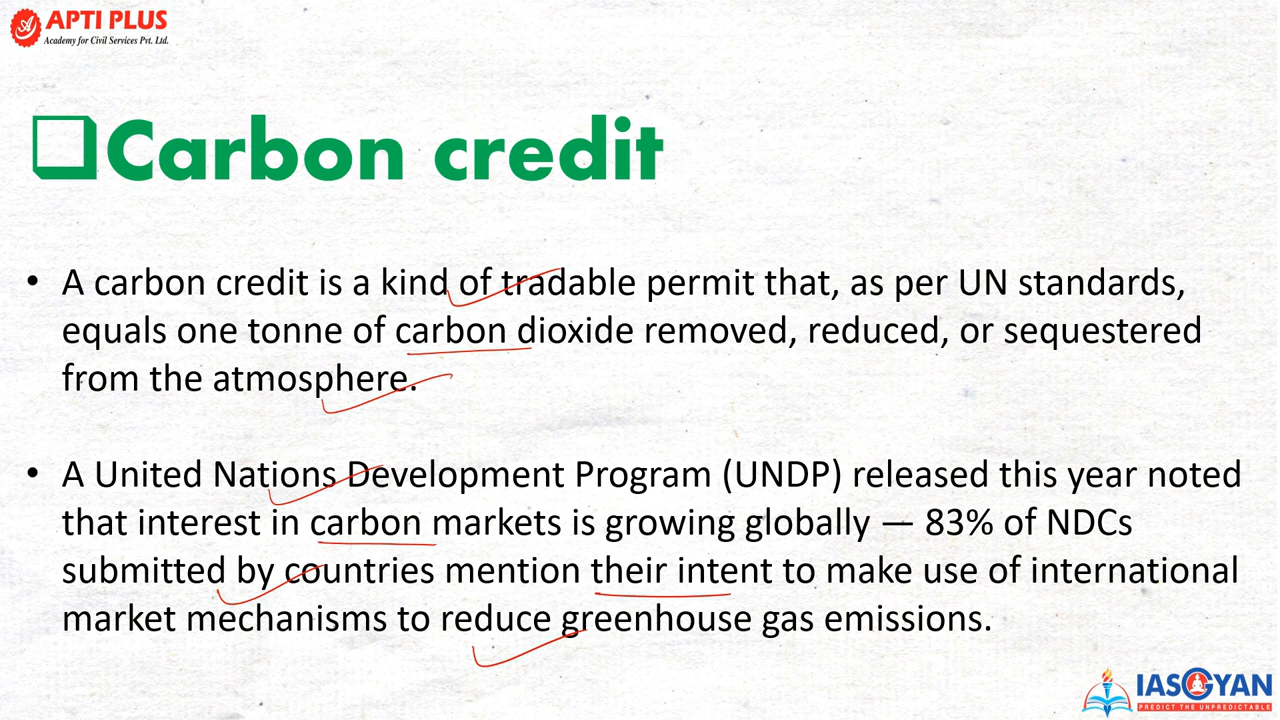 APTI PLUS
Academy for Civil Services Pvt. Ltd.
❑Carbon credit
• A carbon credit is a kind of tradable permit that, as per UN standards,
equals one tonne of carbon dioxide removed, reduced, or sequestered
from the atmosphere.
• A United Nations Development Program (UNDP) released this year noted
that interest in carbon markets is growing globally — 83% of NDCs
submitted by countries mention their intent to make use of international
market mechanisms to reduce greenhouse gas emissions.
IASGYAN
PREDICT THE UNPREDICTABLE